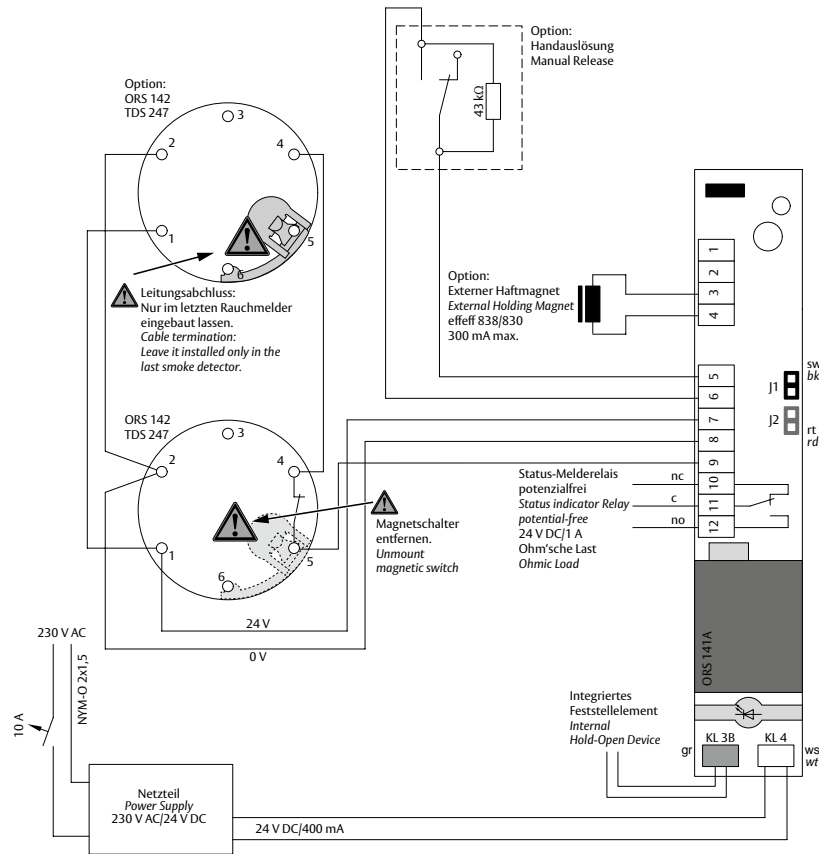 Option:
Handauslösung
Manual Release
43 kΩ
Option:
ORS 142
TDS 247
3
2
4
1
5
6
Leitungsabchluss:
Nur im letzten Rauchmelder
eingebaut lassen.
Cable termination:
Leave it installed only in the
last smoke detector.
Option:
Externer Haftmagnet
External Holding Magnet
effeff 838/830
300 mA max.
1
2
3
4
5
6
7
8
9
10
11
12
J1
sw
bk
J2
rt
rd
ORS 142
TDS 247
3
2
4
1
5
6
Magnetschalter
entfernen.
Unmount
magnetic switch
Status-Melderelais
potenzialfrei
Status indicator Relay
potential-free
24 V DC/1 A
Ohm'sche Last
Ohmic Load
nc
c
no
24 V
0 V
230 V AC
NYM-O 2x1,5
10 A
ORS 141A
Integriertes
Feststellelement
Internal
Hold-Open Device
gr
KL 3B
KL 4
ws
wt
Netzteil
Power Supply
230 V AC/24 V DC
24 V DC/400 mA